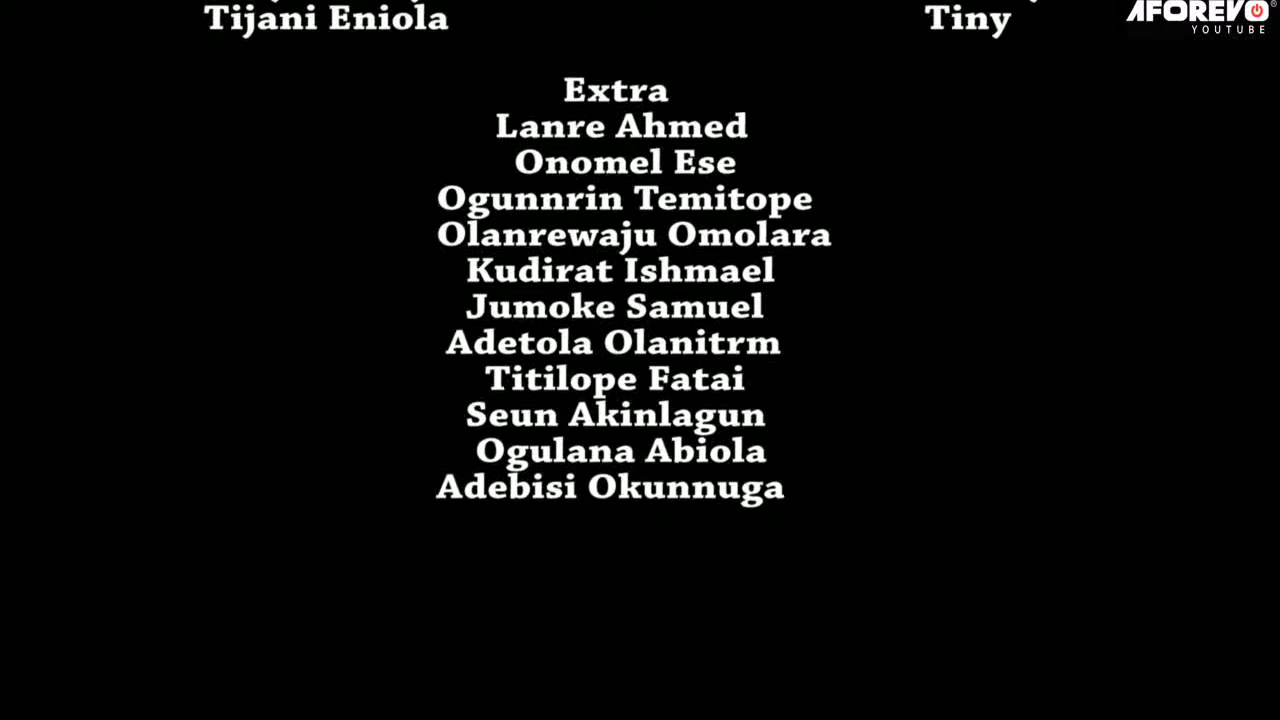 Tijani Eniola Tiny
AFOREVO
YOUTUBE
Extra
Lanre Ahmed
Onomel Ese
Ogunnrin Temitope
Olanrewaju Omolara
Kudirat Ishmael
Jumoke Samuel
Adetola Olanitrm
Titilope Fatai
Seun Akinlagun
Ogulana Abiola
Adebisi Okunnuga